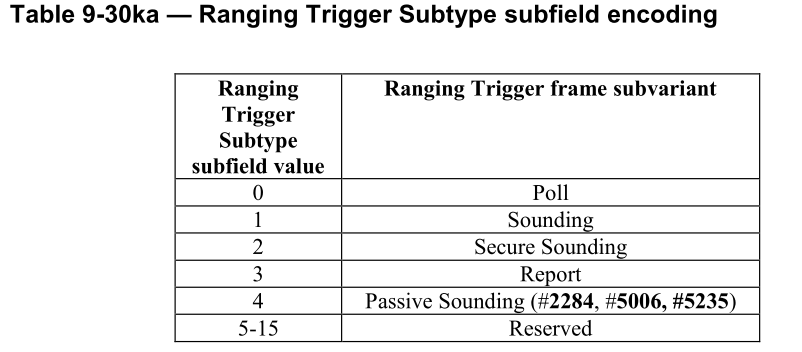 Table 9-30ka — Ranging Trigger Subtype subfield encoding
Ranging Trigger Subtype subfield value Ranging Trigger frame subvariant
0 Poll
1 Sounding
2 Secure Sounding
3 Report
4 Passive Sounding (#2284, #5006, #5235)
5-15 Reserved